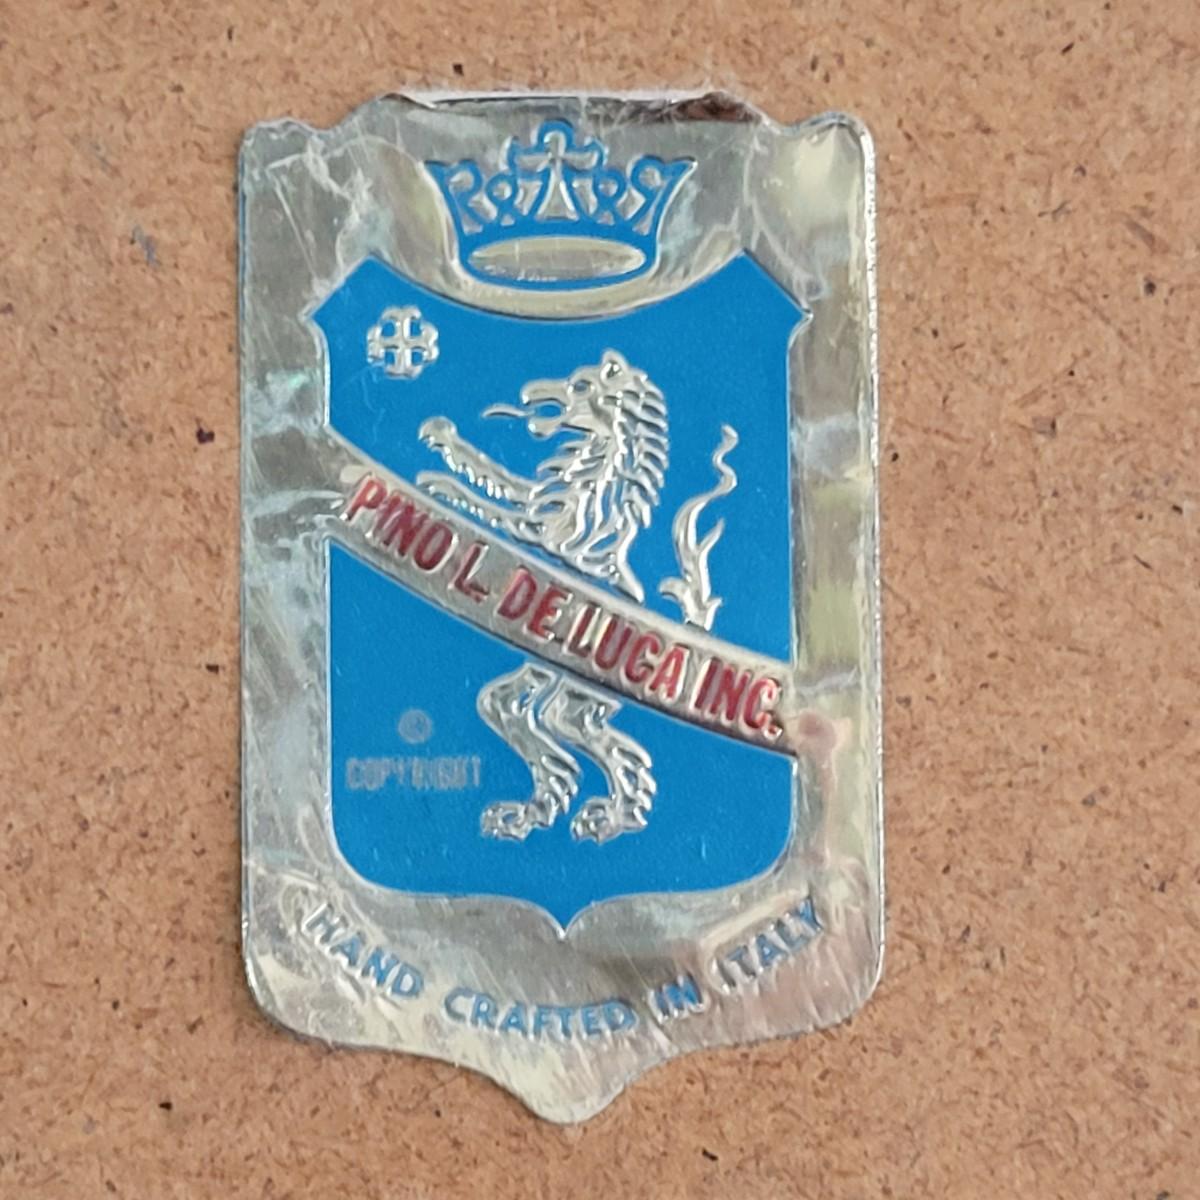 PINO L. DE LUCA INC.
©
COPYRIGHT
HAND CRAFTED IN ITALY